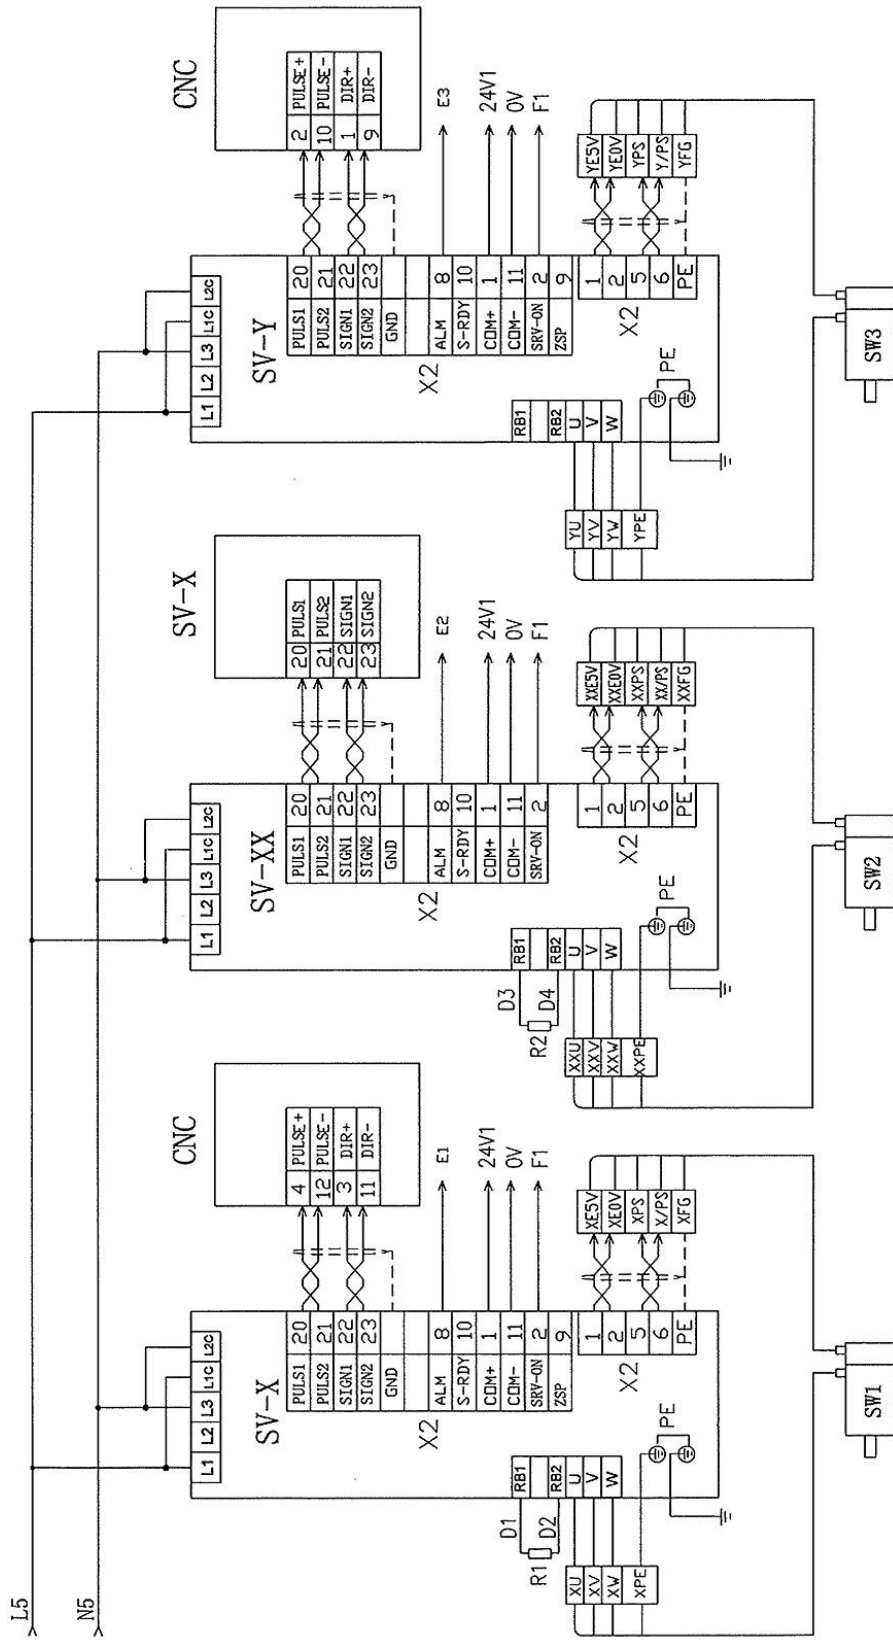 L5
N5
SV-X
L1 L2 L3 L1C L2C
PULS1 20
PULS2 21
SIGN1 22
SIGN2 23
GND
X2
ALM 8
S-RDY 10
COM+ 1
COM- 11
SRV-ON 2
ZSP 9
CNC
4 PULSE+
12 PULSE-
3 DIR+
11 DIR-
E1
24V1
0V
F1
X2
1
2
5
6
PE
XE5V
XE0V
XPS
X/PS
XFG
RB1
RB2
U
V
W
D1
D2
R1
XU
XV
XW
XPE
PE
SW1
SV-XX
L1 L2 L3 L1C L2C
PULS1 20
PULS2 21
SIGN1 22
SIGN2 23
GND
X2
ALM 8
S-RDY 10
COM+ 1
COM- 11
SRV-ON 2
SV-X
20 PULS1
21 PULS2
22 SIGN1
23 SIGN2
E2
24V1
0V
F1
X2
1
2
5
6
PE
XXE5V
XXE0V
XXPS
XX/PS
XXFG
RB1
RB2
U
V
W
D3
D4
R2
XXU
XXV
XXW
XXPE
PE
SW2
SV-Y
L1 L2 L3 L1C L2C
PULS1 20
PULS2 21
SIGN1 22
SIGN2 23
GND
X2
ALM 8
S-RDY 10
COM+ 1
COM- 11
SRV-ON 2
ZSP 9
CNC
2 PULSE+
10 PULSE-
1 DIR+
9 DIR-
E3
24V1
0V
F1
X2
1
2
5
6
PE
YE5V
YE0V
YPS
Y/PS
YFG
RB1
RB2
U
V
W
YU
YV
YW
YPE
PE
SW3